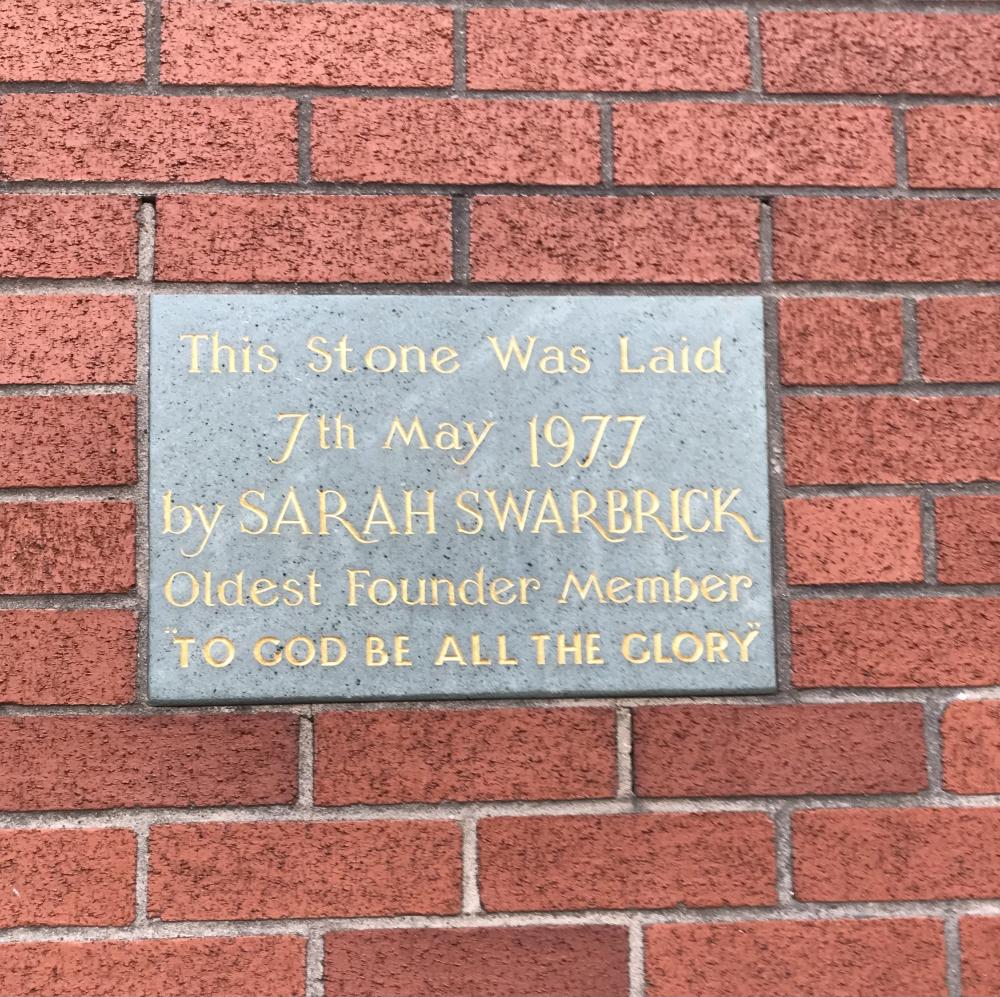 This Stone Was Laid
7th May 1977
by SARAH SWARBRICK
Oldest Founder Member
"TO GOD BE ALL THE GLORY"